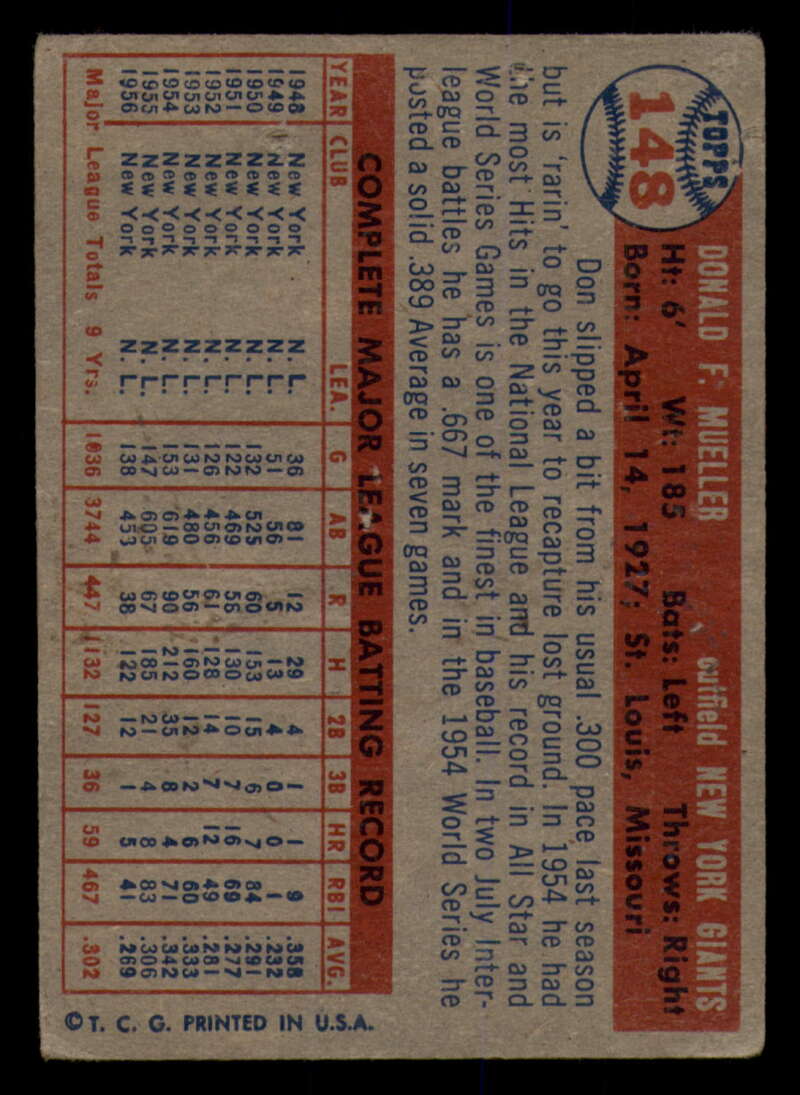 TOPPS
148
DONALD F. MUELLER outfield NEW YORK GIANTS
Ht: 6' Wt: 185 Bats: Left Throws: Right
Born: April 14, 1927; St. Louis, Missouri
Don slipped a bit from his usual .300 pace last season
but is 'rarin' to go this year to recapture lost ground. In 1954 he had
the most Hits in the National League and his record in All Star and
World Series Games is one of the finest in baseball. In two July Inter-
league battles he has a .667 mark and in the 1954 World Series he
posted a solid .389 Average in seven games.
COMPLETE MAJOR LEAGUE BATTING RECORD
YEAR CLUB LEA. G AB R H 2B 3B HR RBI AVG.
1948 New York N. L. 36 81 12 29 4 1 1 9 .358
1949 New York N. L. 51 56 5 13 4 0 0 1 .232
1950 New York N. L. 132 525 60 153 15 6 7 84 .291
1951 New York N. L. 122 469 56 130 10 7 16 69 .277
1952 New York N. L. 126 456 61 128 14 7 12 49 .281
1953 New York N. L. 131 480 56 160 12 2 6 60 .333
1954 New York N. L. 153 619 90 212 35 8 4 71 .342
1955 New York N. L. 147 605 67 185 21 4 8 83 .306
1956 New York N. L. 138 453 38 122 12 1 5 41 .269
Major League Totals 9 Yrs. 1036 3744 447 1132 127 36 59 467 .302
© T. C. G. PRINTED IN U.S.A.